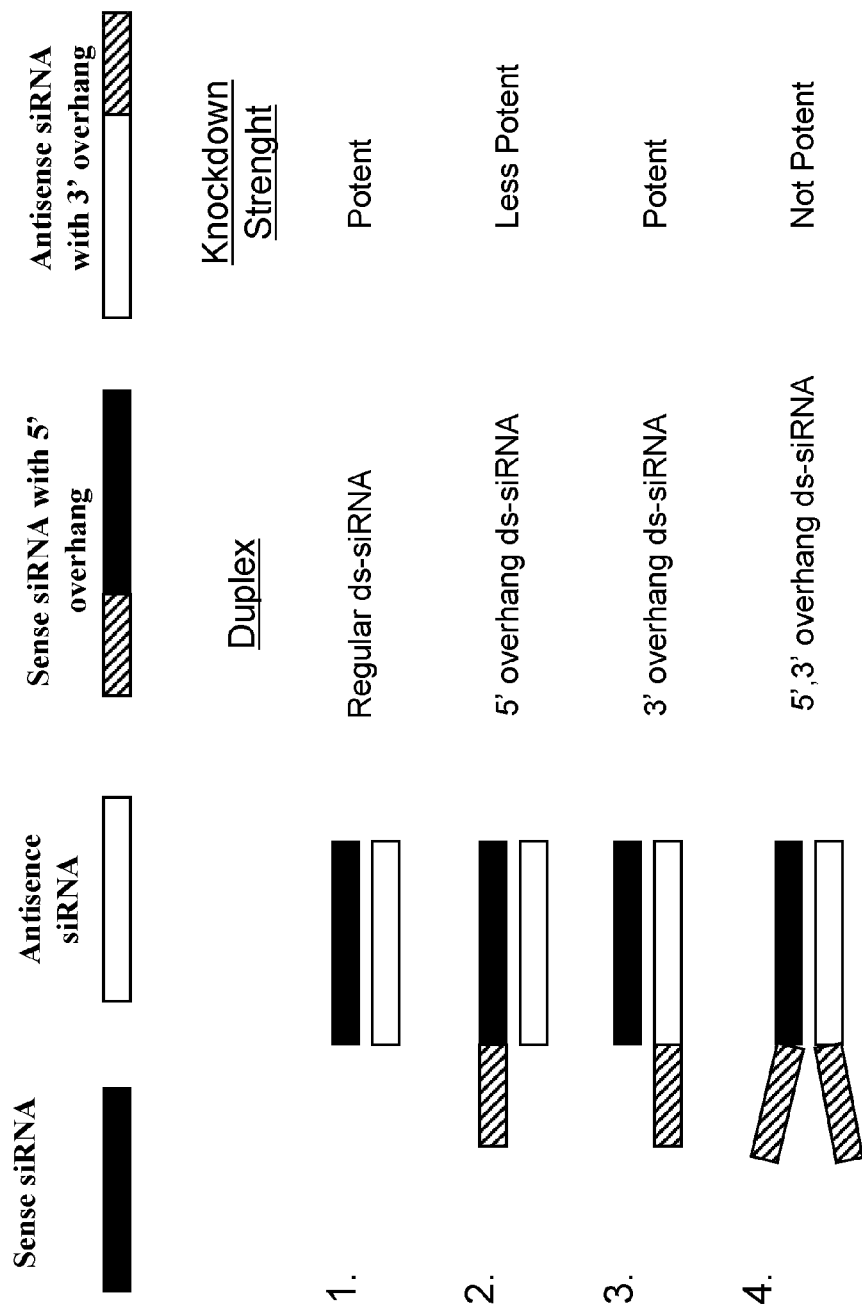 Sense siRNA
Antisence
siRNA
Sense siRNA with 5’
overhang
Antisense siRNA
with 3’ overhang
Duplex
Knockdown
Strenght
1.
Regular ds-siRNA
Potent
2.
5’ overhang ds-siRNA
Less Potent
3.
3’ overhang ds-siRNA
Potent
4.
5’,3’ overhang ds-siRNA
Not Potent